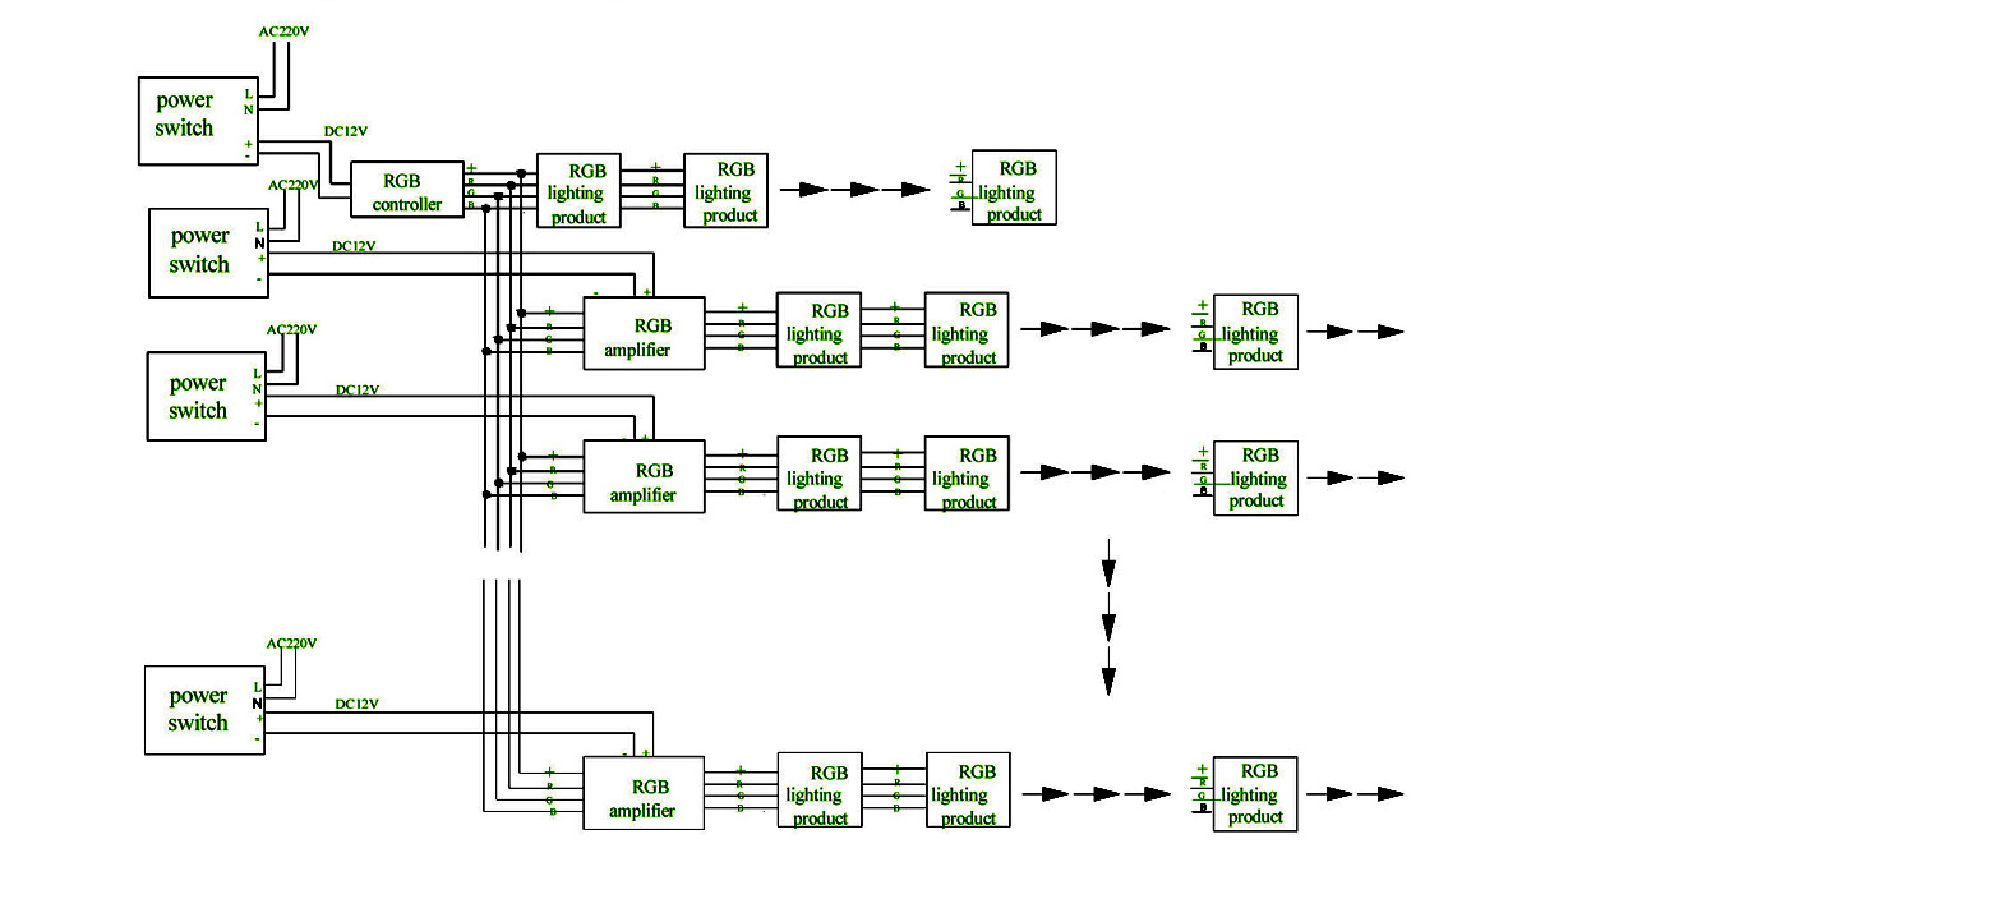 AC220V
power
switch
L
N
+
-
DC12V
RGB
controller
+
R
G
B
RGB
lighting
product
+
R
G
B
RGB
lighting
product
+
R
G
B
RGB
lighting
product
AC220V
power
switch
L
N
+
-
DC12V
- +
+
R
G
B
RGB
amplifier
+
R
G
B
RGB
lighting
product
+
R
G
B
RGB
lighting
product
+
R
G
B
RGB
lighting
product
AC220V
power
switch
L
N
+
-
DC12V
- +
+
R
G
B
RGB
amplifier
+
R
G
B
RGB
lighting
product
+
R
G
B
RGB
lighting
product
+
R
G
B
RGB
lighting
product
AC220V
power
switch
L
N
+
-
DC12V
- +
+
R
G
B
RGB
amplifier
+
R
G
B
RGB
lighting
product
+
R
G
B
RGB
lighting
product
+
R
G
B
RGB
lighting
product